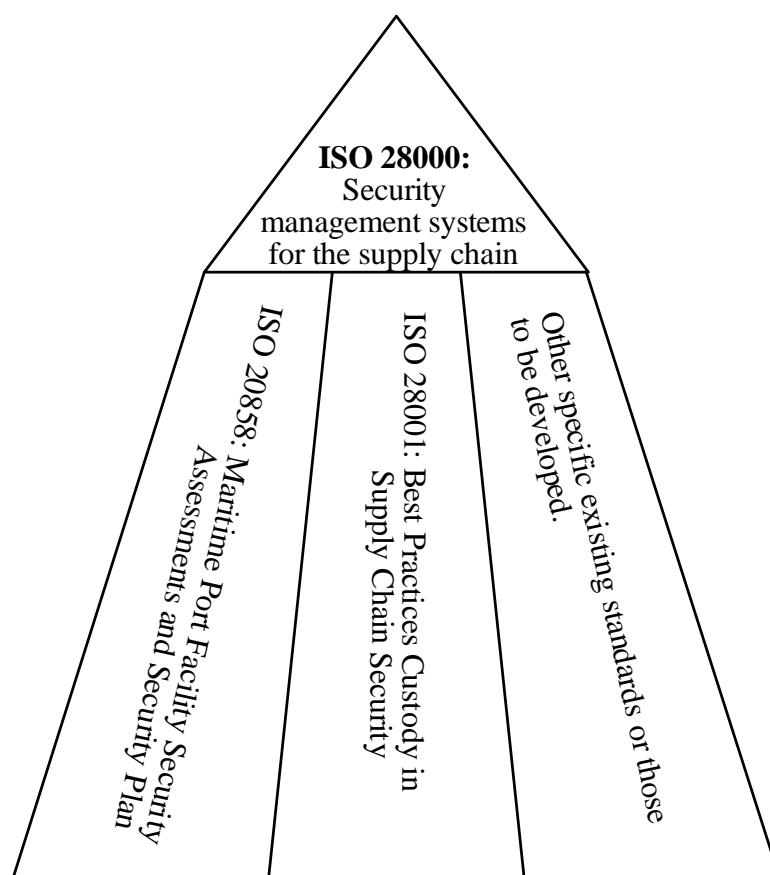 ISO 28000:
Security
management systems
for the supply chain
ISO 20858: Maritime Port Facility Security
Assessments and Security Plan
ISO 28001: Best Practices Custody in
Supply Chain Security
Other specific existing standards or those
to be developed.